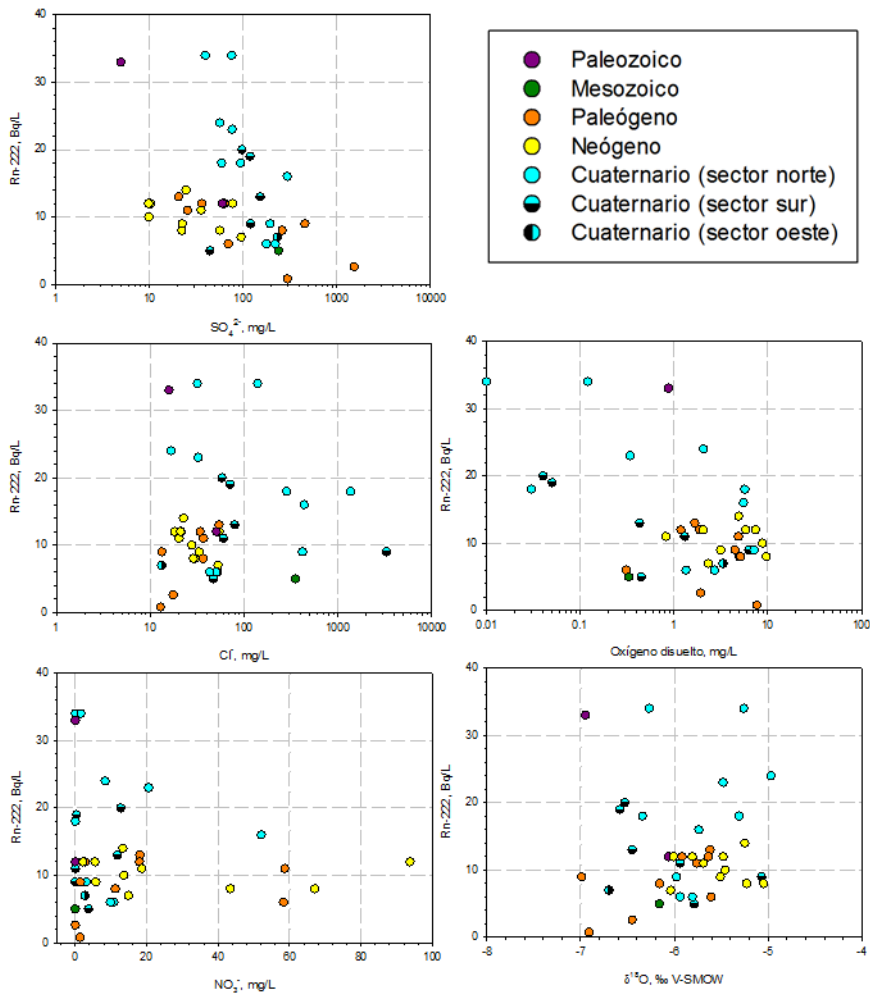 40
30
20
10
0
Rn-222, Bq/L
1 10 100 1000 10000
SO₄²⁻, mg/L
Paleozoico
Mesozoico
Paleógeno
Neógeno
Cuaternario (sector norte)
Cuaternario (sector sur)
Cuaternario (sector oeste)
40
30
20
10
0
Rn-222, Bq/L
1 10 100 1000 10000
Cl⁻, mg/L
40
30
20
10
0
Rn-222, Bq/L
0.01 0.1 1 10 100
Oxígeno disuelto, mg/L
40
30
20
10
0
Rn-222, Bq/L
0 20 40 60 80 100
NO₃⁻, mg/L
40
30
20
10
0
Rn-222, Bq/L
-8 -7 -6 -5 -4
δ¹⁸O, ‰ V-SMOW